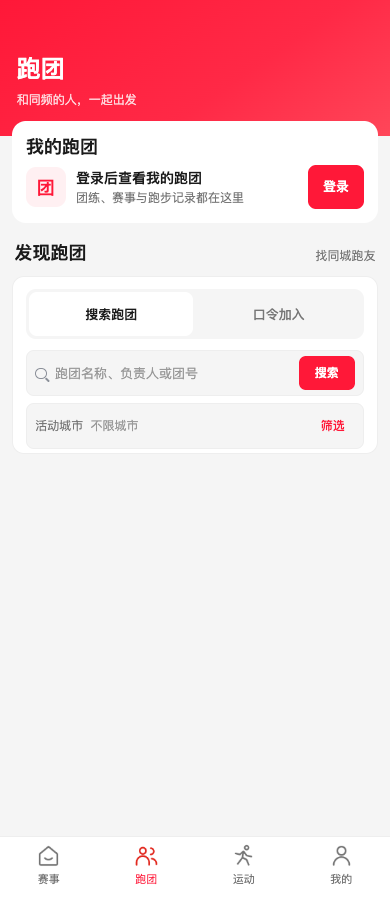 跑团
和同频的人，一起出发
我的跑团
团
登录后查看我的跑团
团练、赛事与跑步记录都在这里
登录
发现跑团
找同城跑友
搜索跑团
口令加入
跑团名称、负责人或团号
搜索
活动城市 不限城市
筛选
赛事
跑团
运动
我的